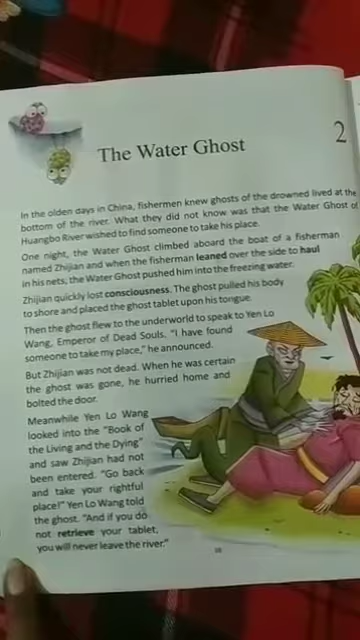 The Water Ghost
2
In the olden days in China, fishermen knew ghosts of the drowned lived at the
bottom of the river. What they did not know was that the Water Ghost of
Huangbo River wished to find someone to take his place.
One night, the Water Ghost climbed aboard the boat of a fisherman
named Zhijian and when the fisherman leaned over the side to haul
in his nets, the Water Ghost pushed him into the freezing water.
Zhijian quickly lost consciousness. The ghost pulled his body
to shore and placed the ghost tablet upon his tongue.
Then the ghost flew to the underworld to speak to Yen Lo
Wang, Emperor of Dead Souls. "I have found
someone to take my place," he announced.
But Zhijian was not dead. When he was certain
the ghost was gone, he hurried home and
bolted the door.
Meanwhile Yen Lo Wang
looked into the "Book of
the Living and the Dying"
and saw Zhijian had not
been entered. "Go back
and take your rightful
place!" Yen Lo Wang told
the ghost. "And if you do
not retrieve your tablet,
you will never leave the river."